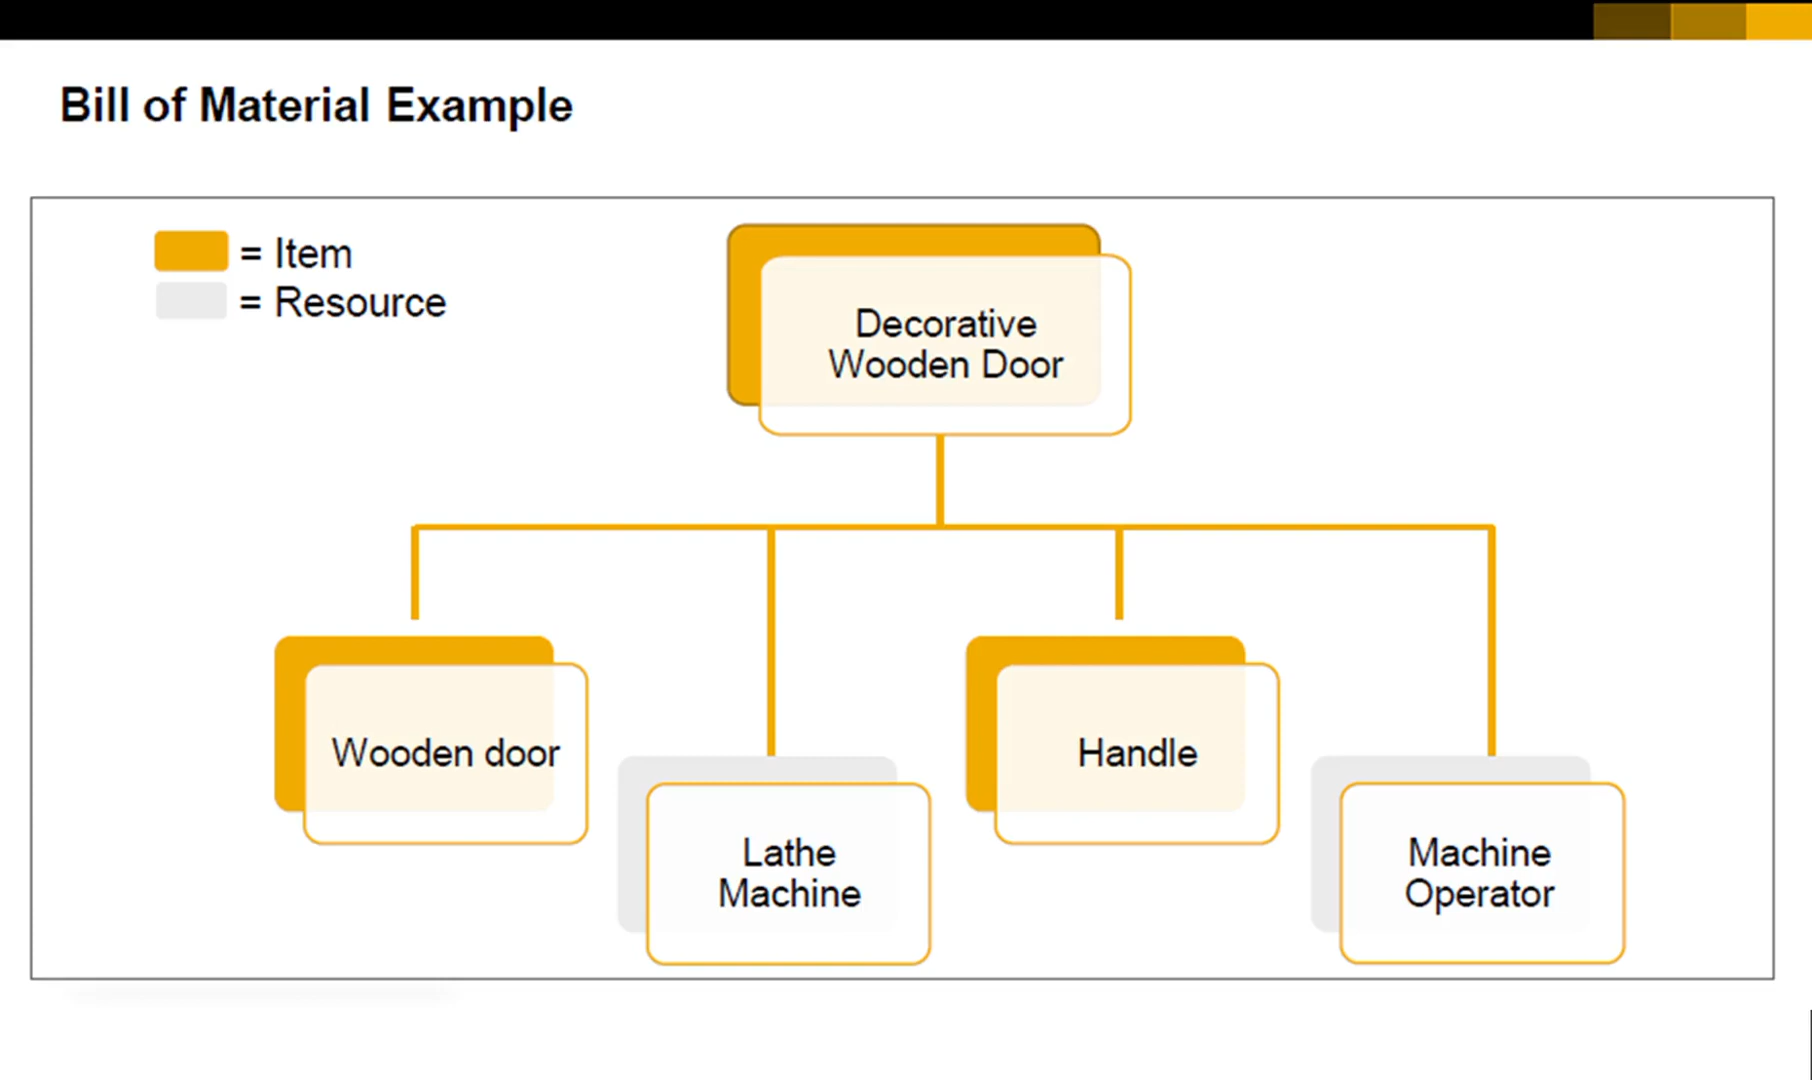 Bill of Material Example
= Item
= Resource
Decorative
Wooden Door
Wooden door
Handle
Lathe
Machine
Machine
Operator